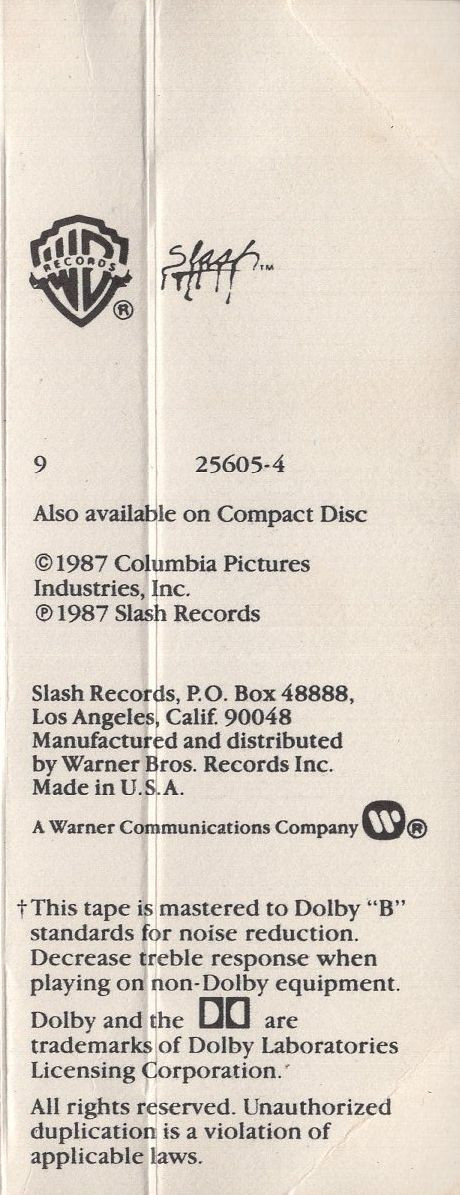 WB
RECORDS
®
Slash ™
9 25605-4
Also available on Compact Disc
©1987 Columbia Pictures
Industries, Inc.
℗1987 Slash Records
Slash Records, P.O. Box 48888,
Los Angeles, Calif. 90048
Manufactured and distributed
by Warner Bros. Records Inc.
Made in U.S.A.
A Warner Communications Company W®
†This tape is mastered to Dolby “B”
standards for noise reduction.
Decrease treble response when
playing on non-Dolby equipment.
Dolby and the are
trademarks of Dolby Laboratories
Licensing Corporation.
All rights reserved. Unauthorized
duplication is a violation of
applicable laws.